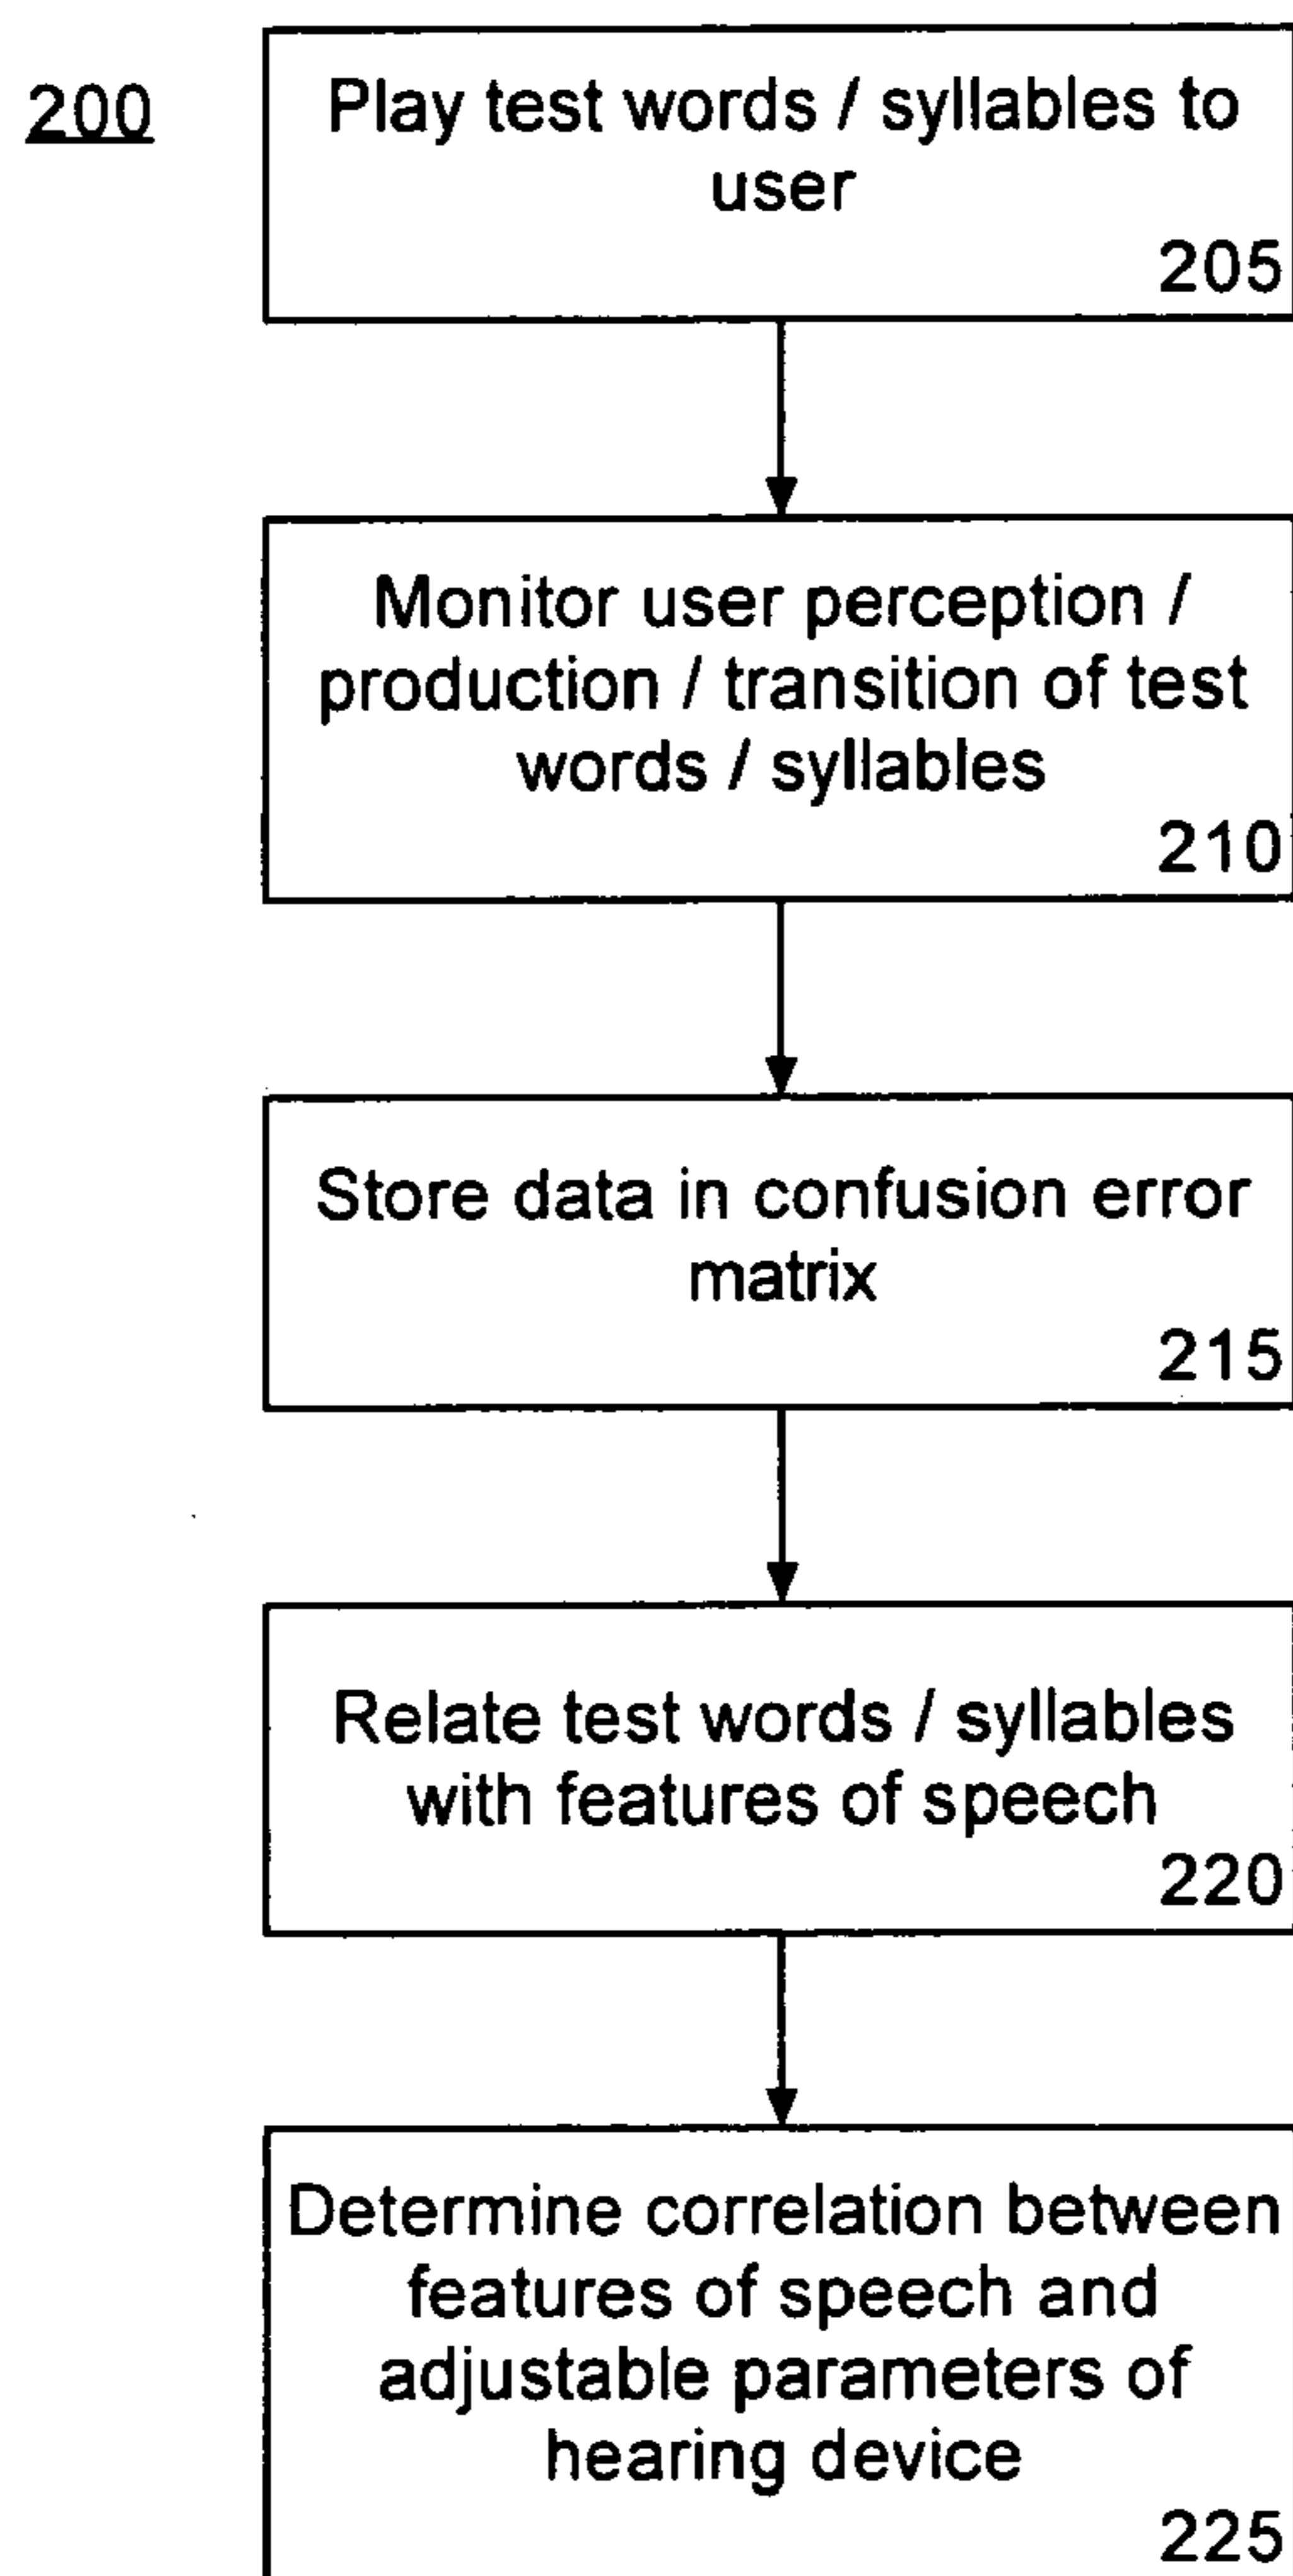 200
Play test words / syllables to
user
205
Monitor user perception /
production / transition of test
words / syllables
210
Store data in confusion error
matrix
215
Relate test words / syllables
with features of speech
220
Determine correlation between
features of speech and
adjustable parameters of
hearing device
225